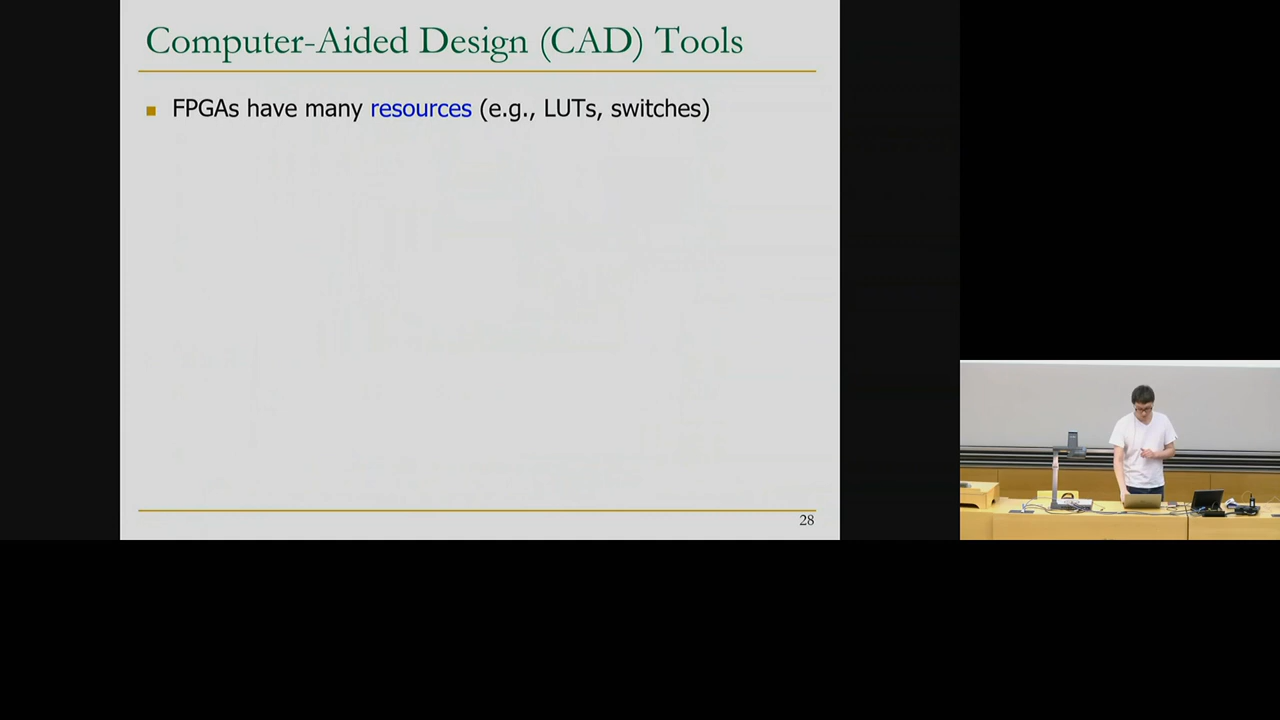 Computer-Aided Design (CAD) Tools
FPGAs have many resources (e.g., LUTs, switches)
28